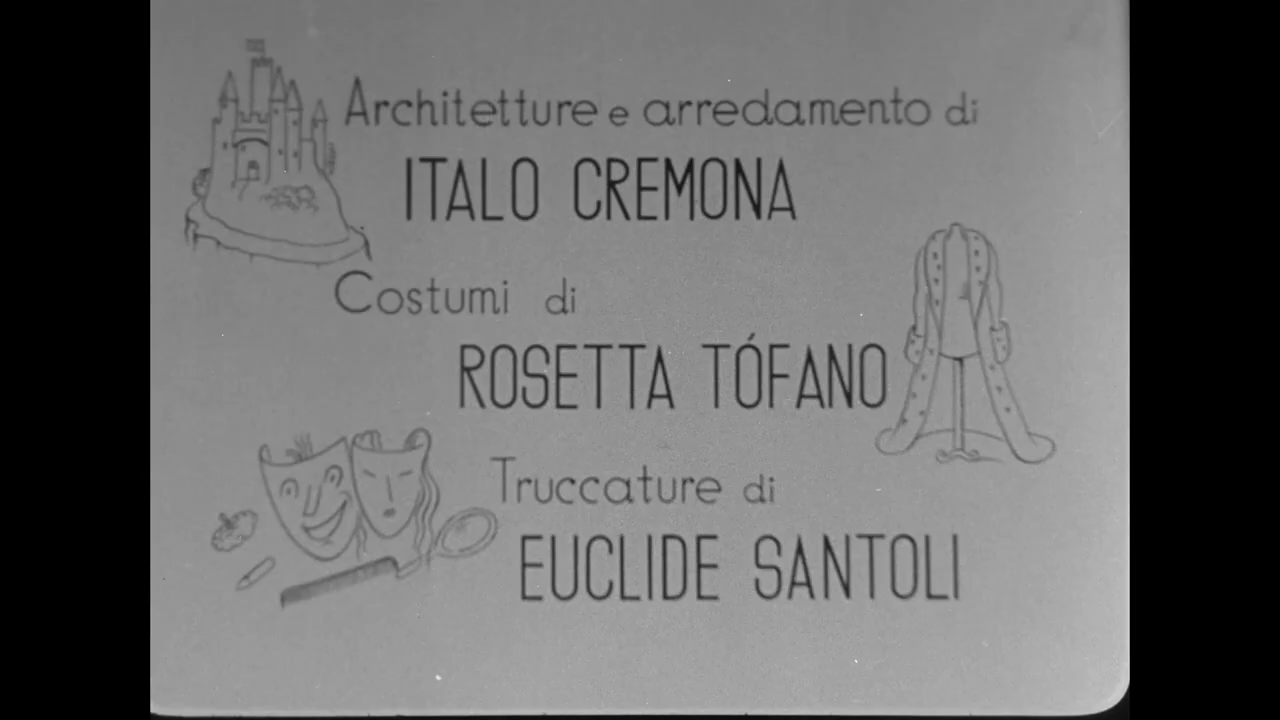 Architetture e arredamento di
ITALO CREMONA
Costumi di
ROSETTA TÓFANO
Truccature di
EUCLIDE SANTOLI